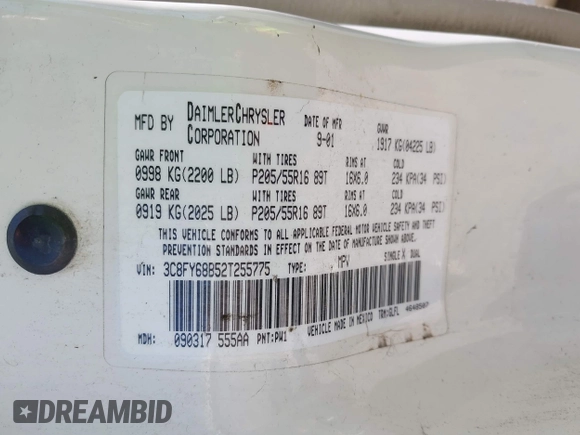 MFD BY DAIMLERCHRYSLER CORPORATION DATE OF MFR 9-01 GVWR 1917 KG(04225 LB)
GAWR FRONT WITH TIRES RIMS AT COLD
0998 KG(2200 LB) P205/55R16 89T 16X6.0 234 KPA(34 PSI)
GAWR REAR WITH TIRES RIMS AT COLD
0919 KG(2025 LB) P205/55R16 89T 16X6.0 234 KPA(34 PSI)
THIS VEHICLE CONFORMS TO ALL APPLICABLE FEDERAL MOTOR VEHICLE SAFETY AND THEFT
PREVENTION STANDARDS IN EFFECT ON THE DATE OF MANUFACTURE SHOWN ABOVE.
VIN: 3C8FY68B52T255775 TYPE: MPV SINGLE X DUAL
VEHICLE MADE IN MEXICO TRM:GLFL
MDH: 090317 555AA PNT:PW1
DREAMBID